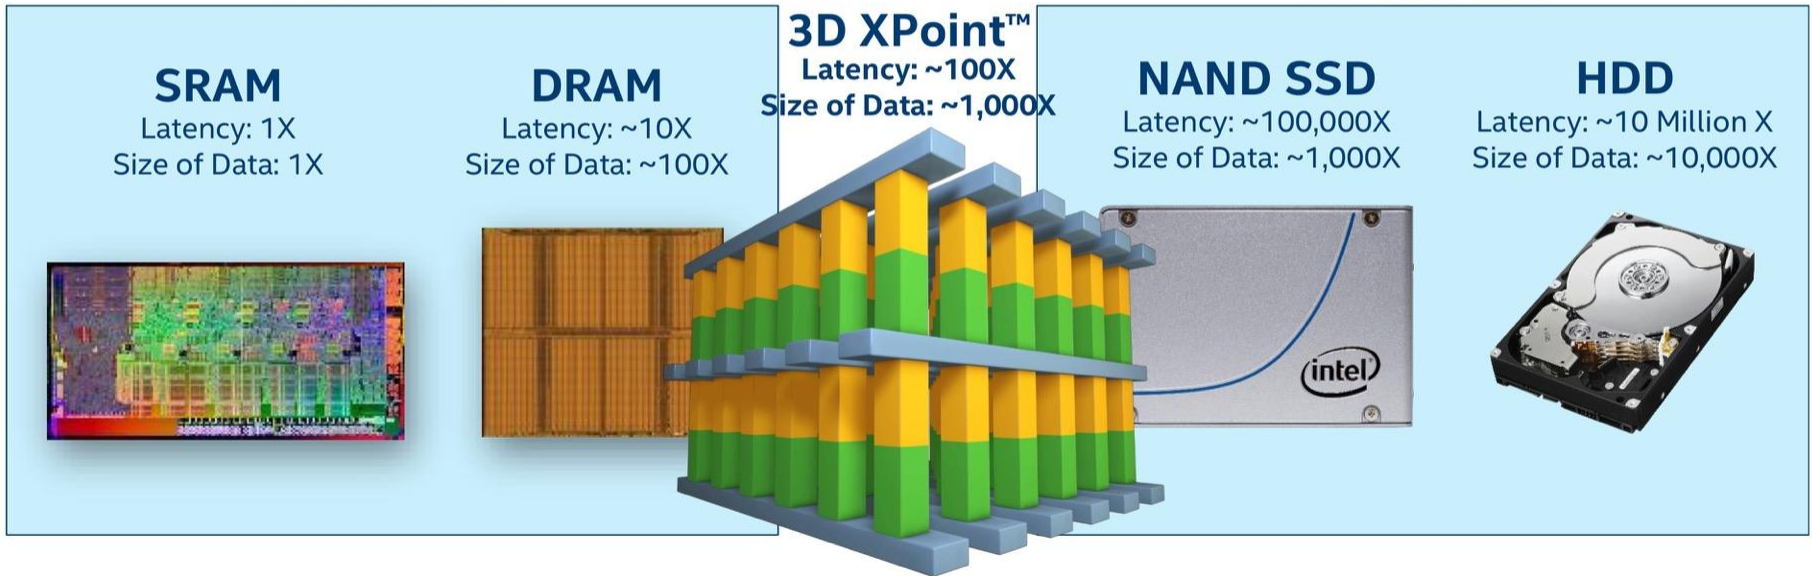 SRAM
Latency: 1X
Size of Data: 1X
DRAM
Latency: ~10X
Size of Data: ~100X
3D XPoint™
Latency: ~100X
Size of Data: ~1,000X
NAND SSD
Latency: ~100,000X
Size of Data: ~1,000X
HDD
Latency: ~10 Million X
Size of Data: ~10,000X
intel